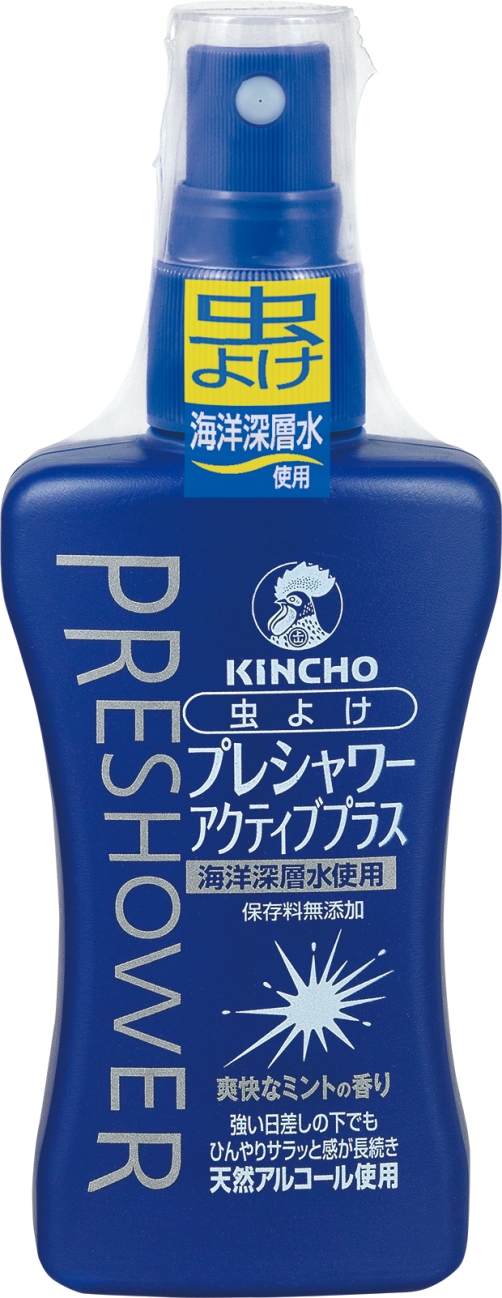 虫
よけ
海洋深層水
使用
PRESHOWER
KINCHO
虫よけ
プレシャワー
アクティブプラス
海洋深層水使用
保存料無添加
爽快なミントの香り
強い日差しの下でも
ひんやりサラッと感が長続き
天然アルコール使用